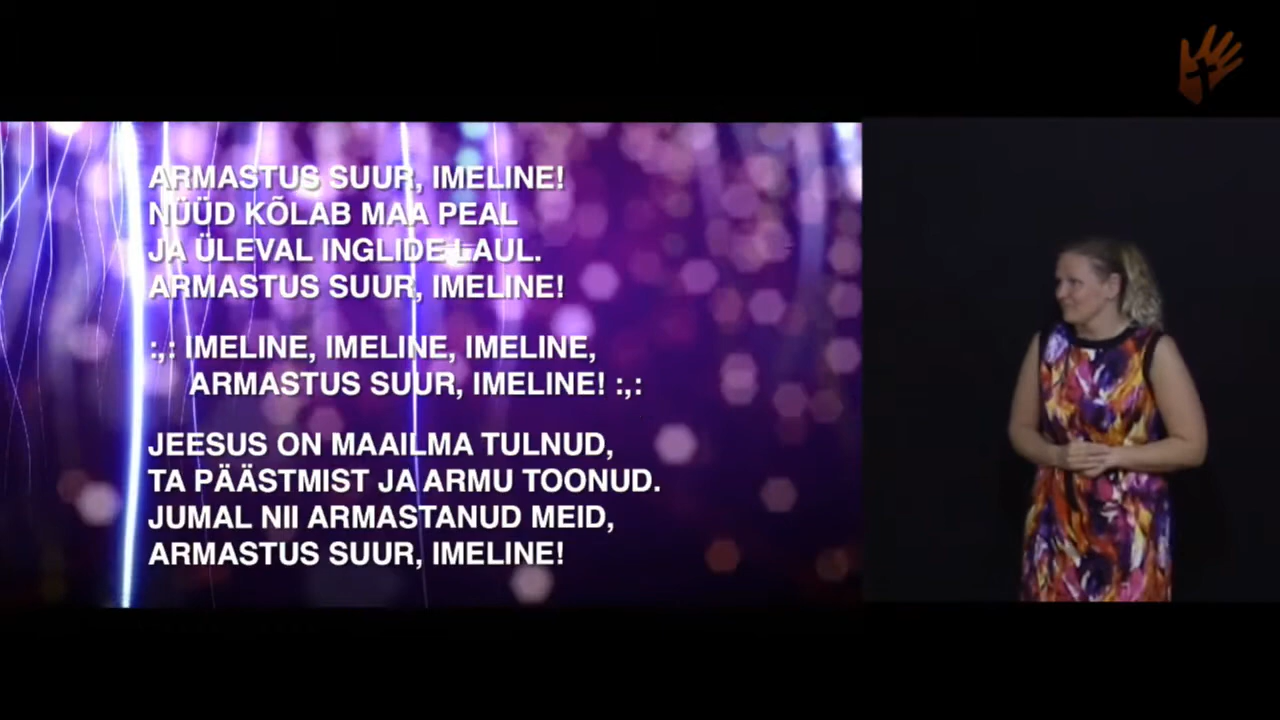 ARMASTUS SUUR, IMELINE!
NÜÜD KÕLAB MAA PEAL
JA ÜLEVAL INGLIDE LAUL.
ARMASTUS SUUR, IMELINE!
:,: IMELINE, IMELINE, IMELINE,
ARMASTUS SUUR, IMELINE! :,:
JEESUS ON MAAILMA TULNUD,
TA PÄÄSTMIST JA ARMU TOONUD.
JUMAL NII ARMASTANUD MEID,
ARMASTUS SUUR, IMELINE!